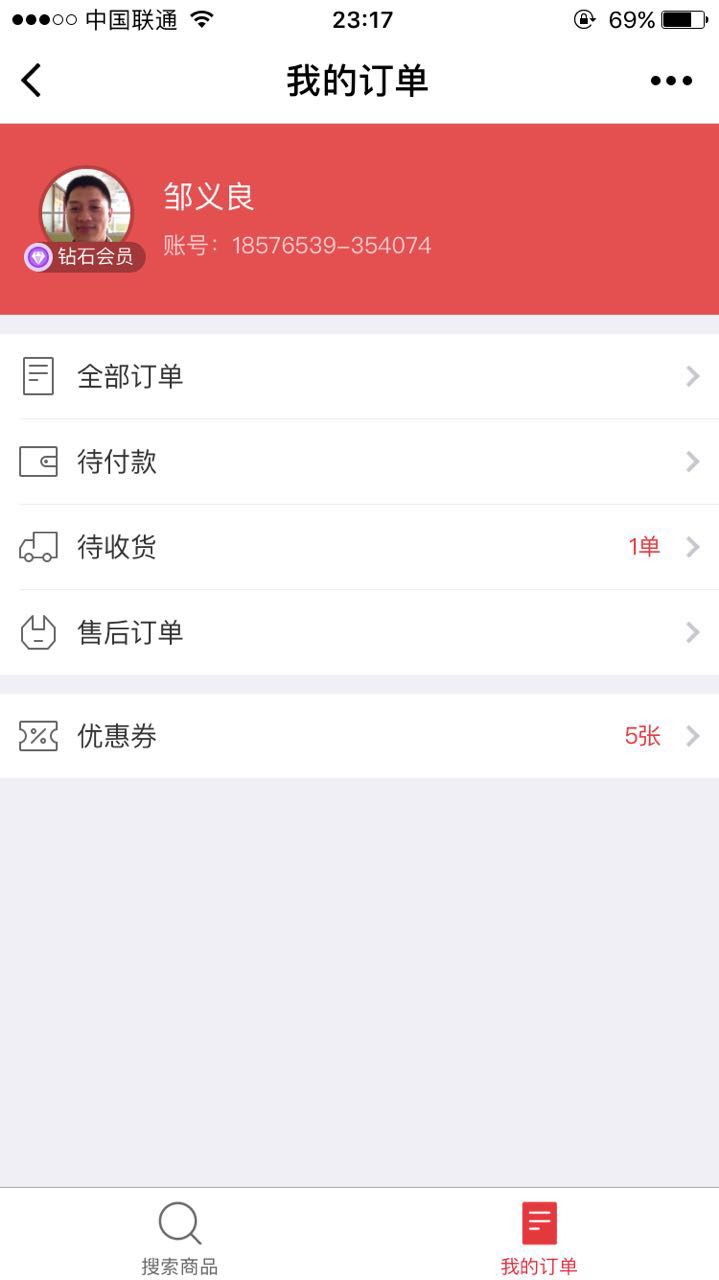 中国联通 23:17 69%
我的订单
邹义良
账号：18576539-354074
钻石会员
全部订单
待付款
待收货 1单
售后订单
优惠券 5张
搜索商品 我的订单